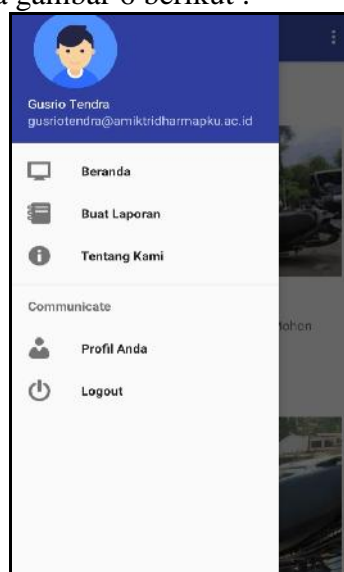 gambar 6 berikut :
Gusrio Tendra
gusriotendra@amiktridharmapku.ac.id
Beranda
Buat Laporan
Tentang Kami
Communicate
Profil Anda
Logout